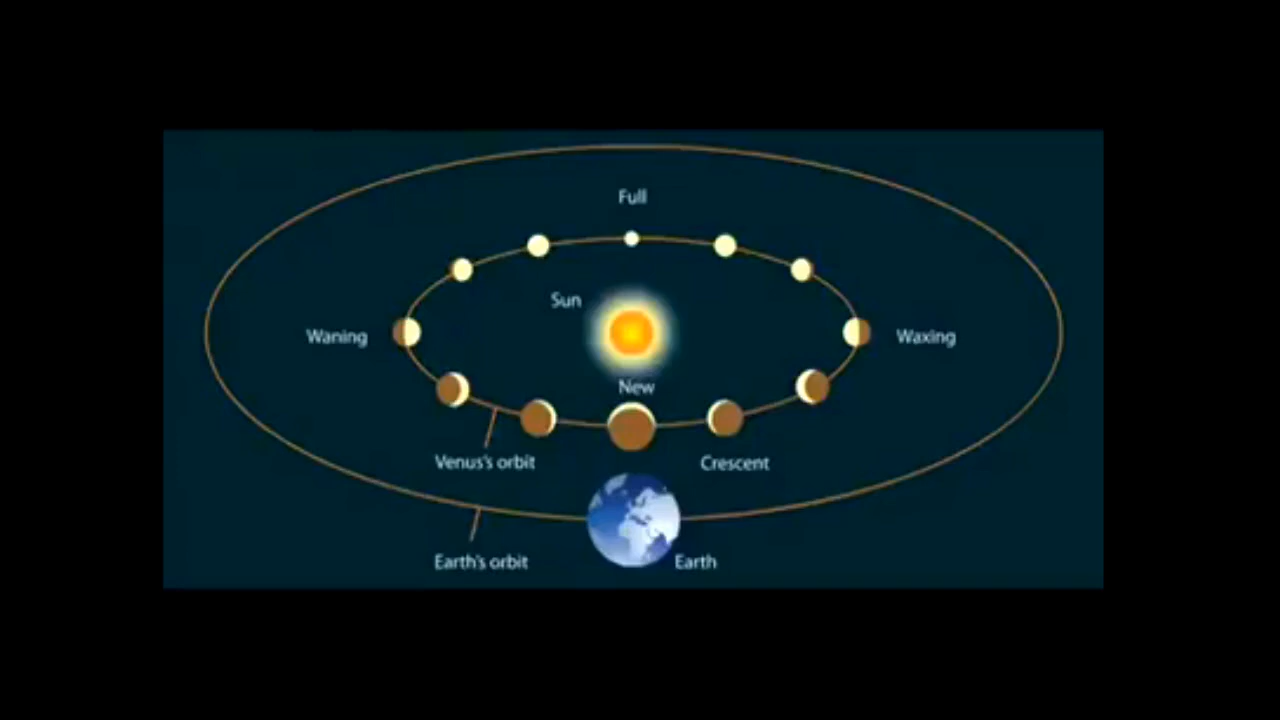 Full
Sun
Waning
Waxing
New
Venus's orbit
Crescent
Earth's orbit
Earth